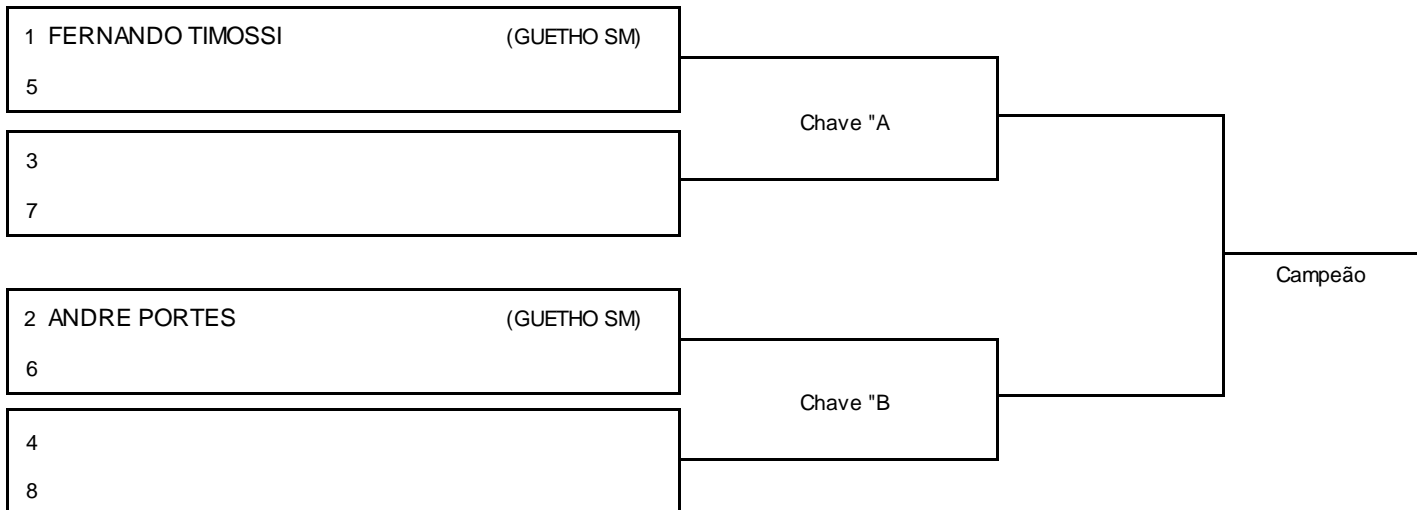 1 FERNANDO TIMOSSI (GUETHO SM)
5
Chave "A
3
7
Campeão
2 ANDRE PORTES (GUETHO SM)
6
Chave "B
4
8